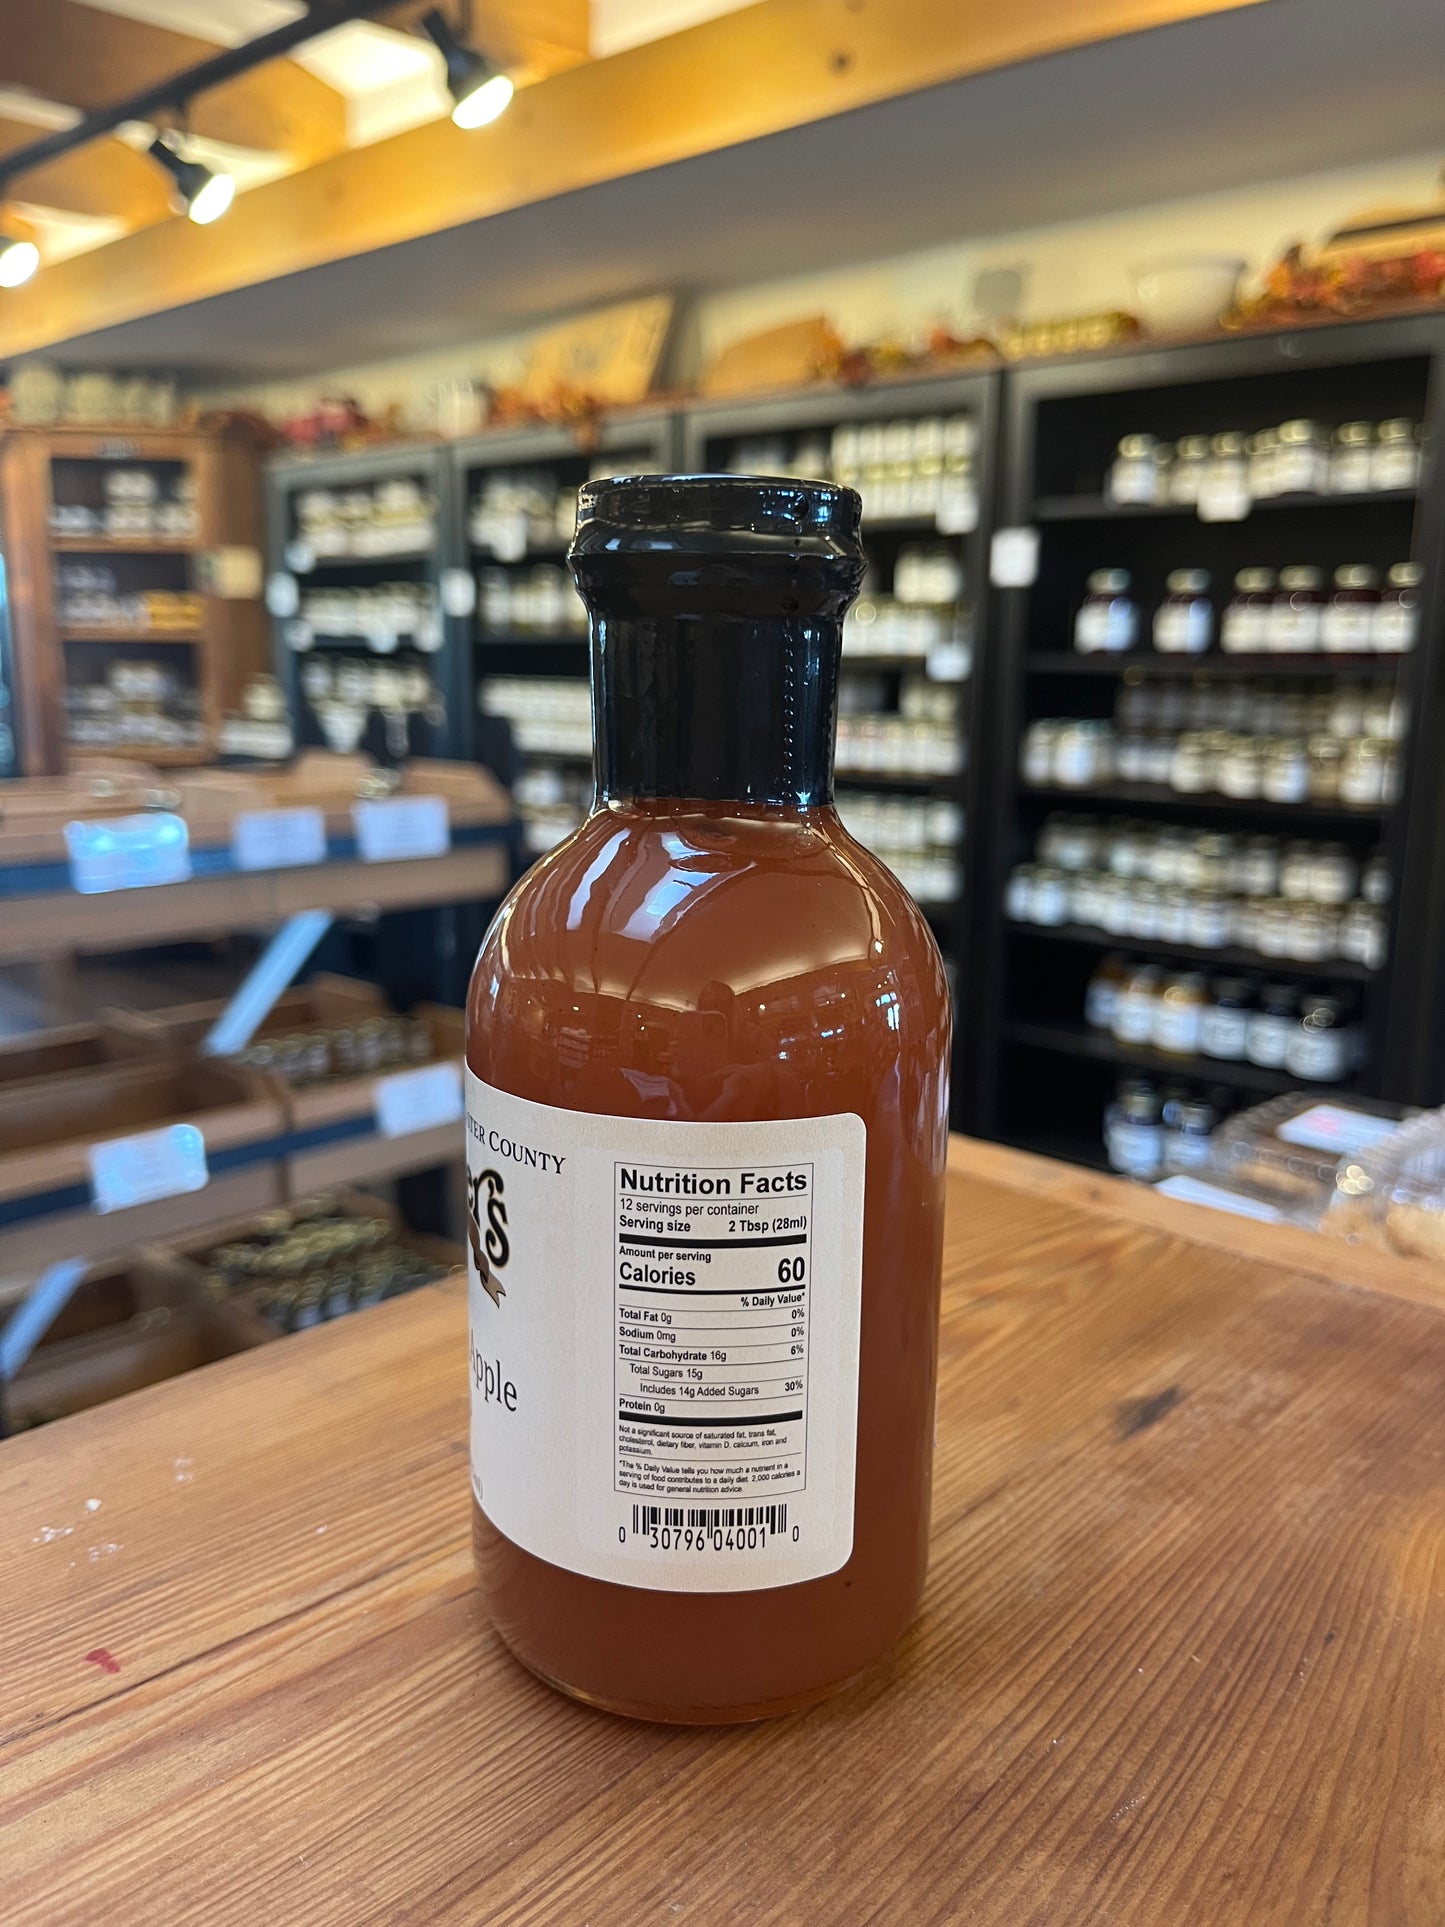 COUNTY
Apple
Nutrition Facts
12 servings per container
Serving size 2 Tbsp (28ml)
Amount per serving
Calories 60
% Daily Value*
Total Fat 0g 0%
Sodium 0mg 0%
Total Carbohydrate 16g 6%
Total Sugars 15g
Includes 14g Added Sugars 30%
Protein 0g
Not a significant source of saturated fat, trans fat,
cholesterol, dietary fiber, vitamin D, calcium, iron and
potassium.
*The % Daily Value tells you how much a nutrient in a
serving of food contributes to a daily diet. 2,000 calories a
day is used for general nutrition advice.
0 30796 04001 0